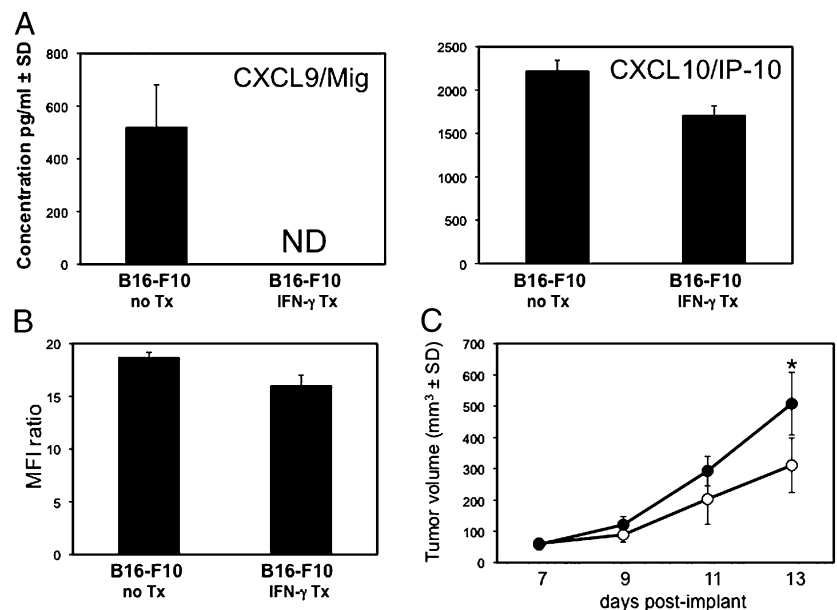 A
Concentration pg/ml ± SD
800
600
400
200
0
CXCL9/Mig
ND
B16-F10
no Tx
B16-F10
IFN-γ Tx
2500
2000
1500
1000
500
0
CXCL10/IP-10
B16-F10
no Tx
B16-F10
IFN-γ Tx
B
MFI ratio
20
15
10
5
0
B16-F10
no Tx
B16-F10
IFN-γ Tx
C
Tumor volume (mm³ ± SD)
700
600
500
400
300
200
100
0
*
7 9 11 13
days post-implant